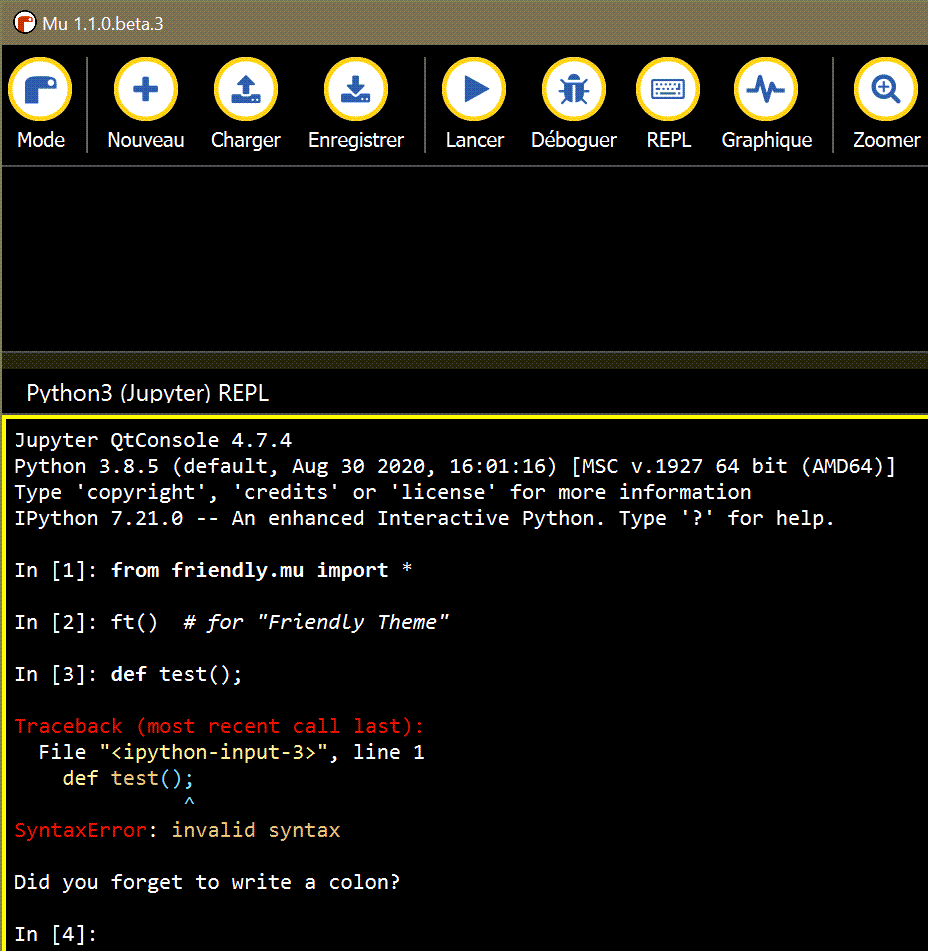 Mu 1.1.0.beta.3
Mode Nouveau Charger Enregistrer Lancer Déboguer REPL Graphique Zoomer
Python3 (Jupyter) REPL
Jupyter QtConsole 4.7.4
Python 3.8.5 (default, Aug 30 2020, 16:01:16) [MSC v.1927 64 bit (AMD64)]
Type 'copyright', 'credits' or 'license' for more information
IPython 7.21.0 -- An enhanced Interactive Python. Type '?' for help.
In [1]: from friendly.mu import *
In [2]: ft()  # for "Friendly Theme"
In [3]: def test();
Traceback (most recent call last):
  File "<ipython-input-3>", line 1
    def test();
              ^
SyntaxError: invalid syntax
Did you forget to write a colon?
In [4]: